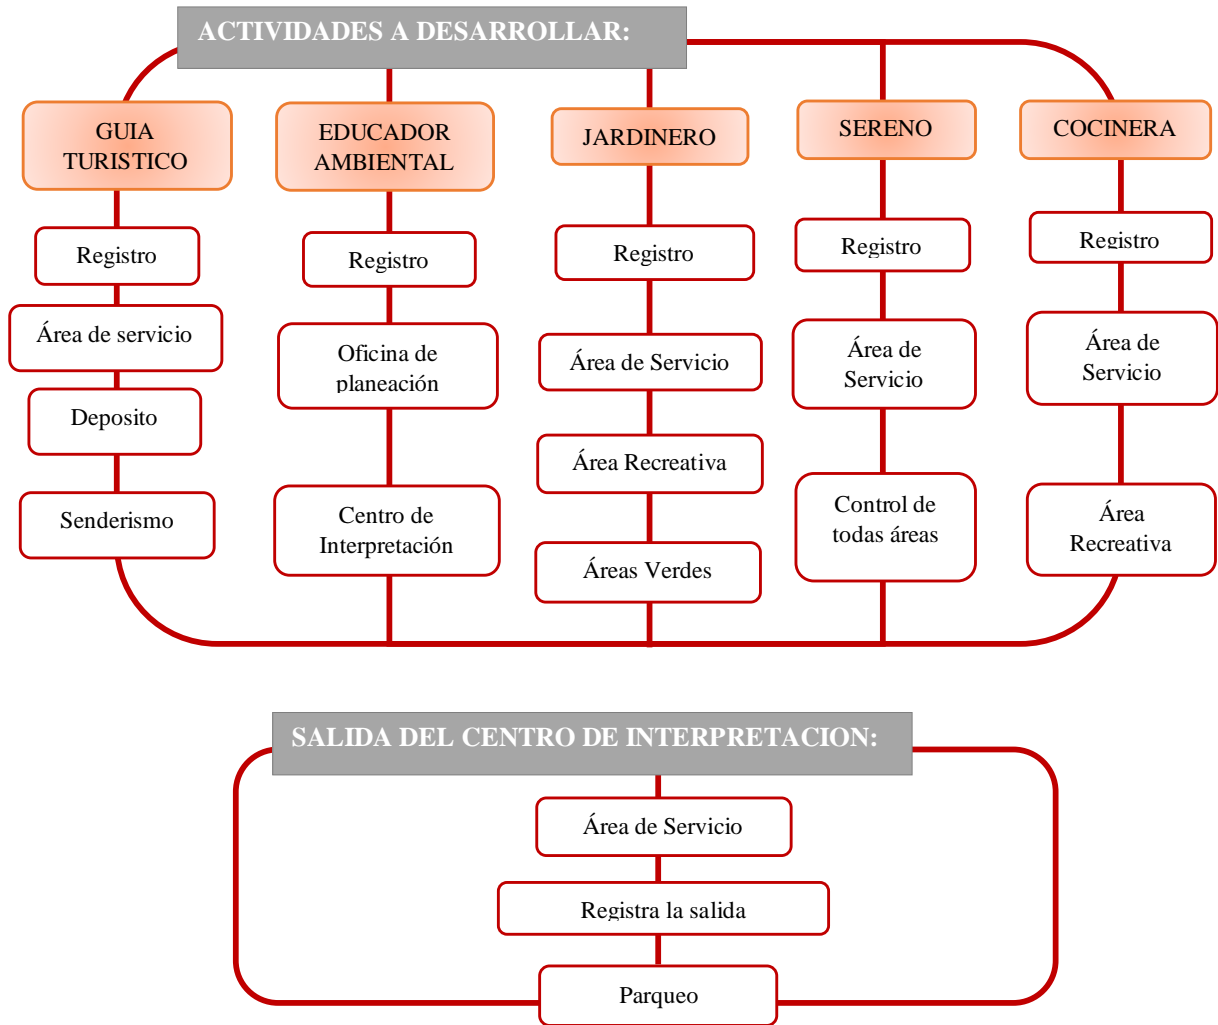 ACTIVIDADES A DESARROLLAR:
GUIA
TURISTICO
Registro
Área de servicio
Deposito
Senderismo
EDUCADOR
AMBIENTAL
Registro
Oficina de
planeación
Centro de
Interpretación
JARDINERO
Registro
Área de Servicio
Área Recreativa
Áreas Verdes
SERENO
Registro
Área de
Servicio
Control de
todas áreas
COCINERA
Registro
Área de
Servicio
Área
Recreativa
SALIDA DEL CENTRO DE INTERPRETACION:
Área de Servicio
Registra la salida
Parqueo